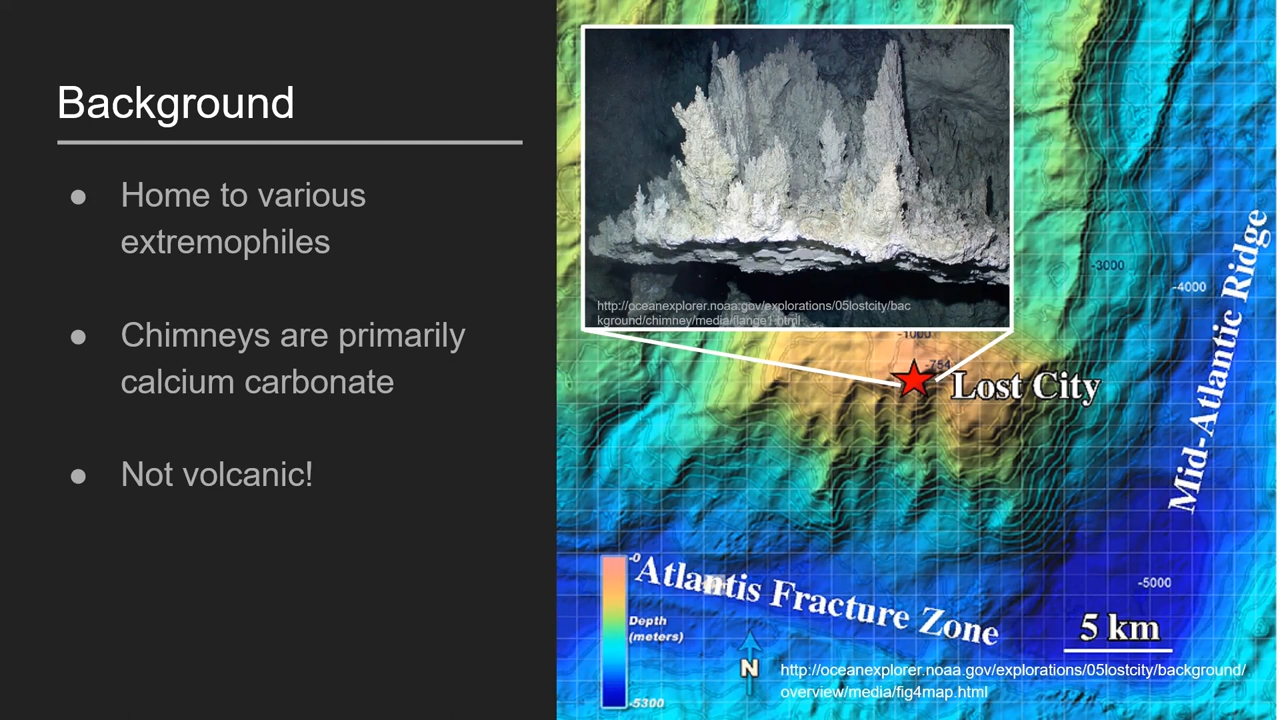 Background
● Home to various
extremophiles
● Chimneys are primarily
calcium carbonate
● Not volcanic!
http://oceanexplorer.noaa.gov/explorations/05lostcity/bac
kground/chimney/media/flange1.html
-1000
-754
Lost City
-3000
-4000
Mid-Atlantic Ridge
-5000
Atlantis Fracture Zone
-0
Depth
(meters)
-5300
N
5 km
http://oceanexplorer.noaa.gov/explorations/05lostcity/background/
overview/media/fig4map.html